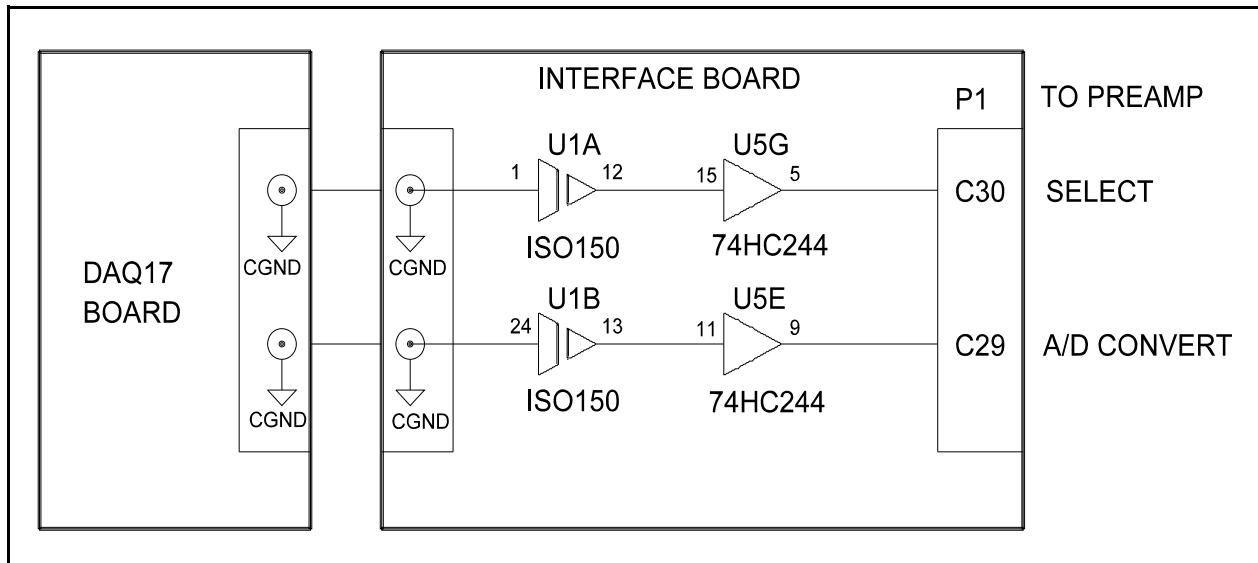 INTERFACE BOARD
P1 TO PREAMP
U1A U5G
1 12 15 5
C30 SELECT
ISO150 74HC244
CGND CGND
DAQ17
BOARD
U1B U5E
24 13 11 9
C29 A/D CONVERT
ISO150 74HC244
CGND CGND